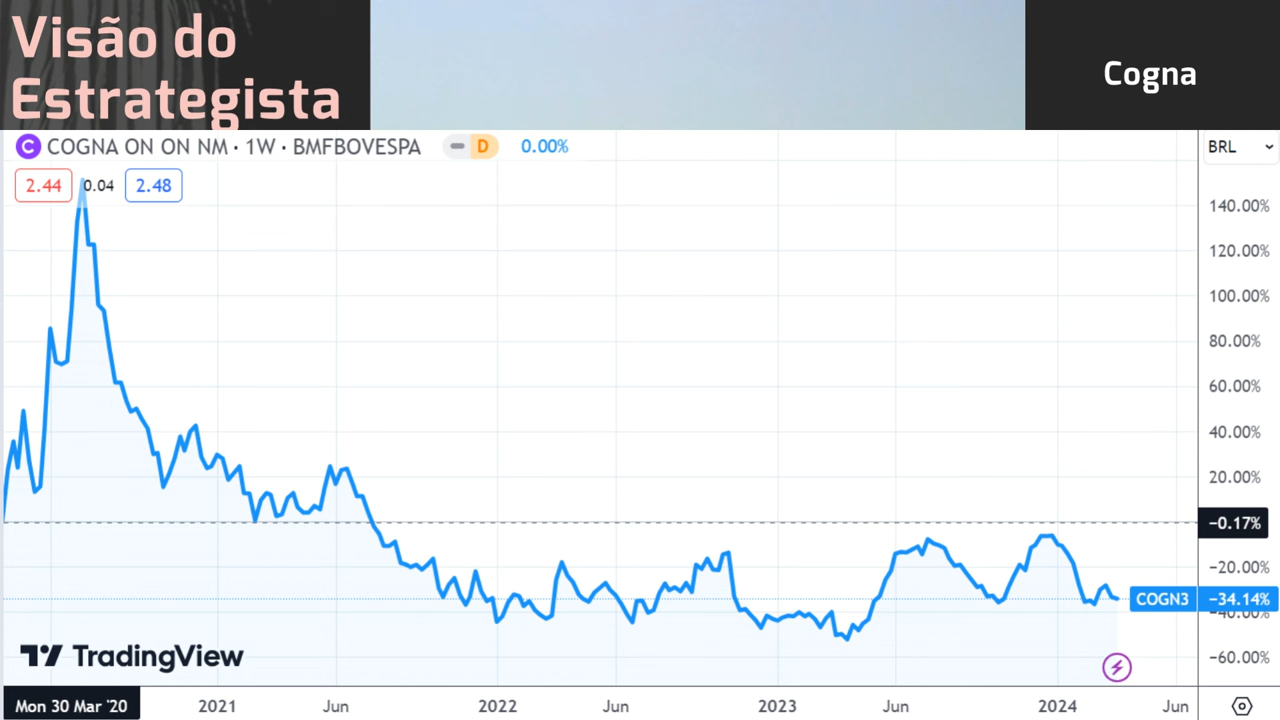 Visão do
Estrategista
Cogna
C COGNA ON ON NM · 1W · BMFBOVESPA D 0.00% BRL
2.44 0.04 2.48
140.00%
120.00%
100.00%
80.00%
60.00%
40.00%
20.00%
−0.17%
−20.00%
COGN3 −34.14%
−40.00%
−60.00%
TradingView
Mon 30 Mar '20 2021 Jun 2022 Jun 2023 Jun 2024 Jun